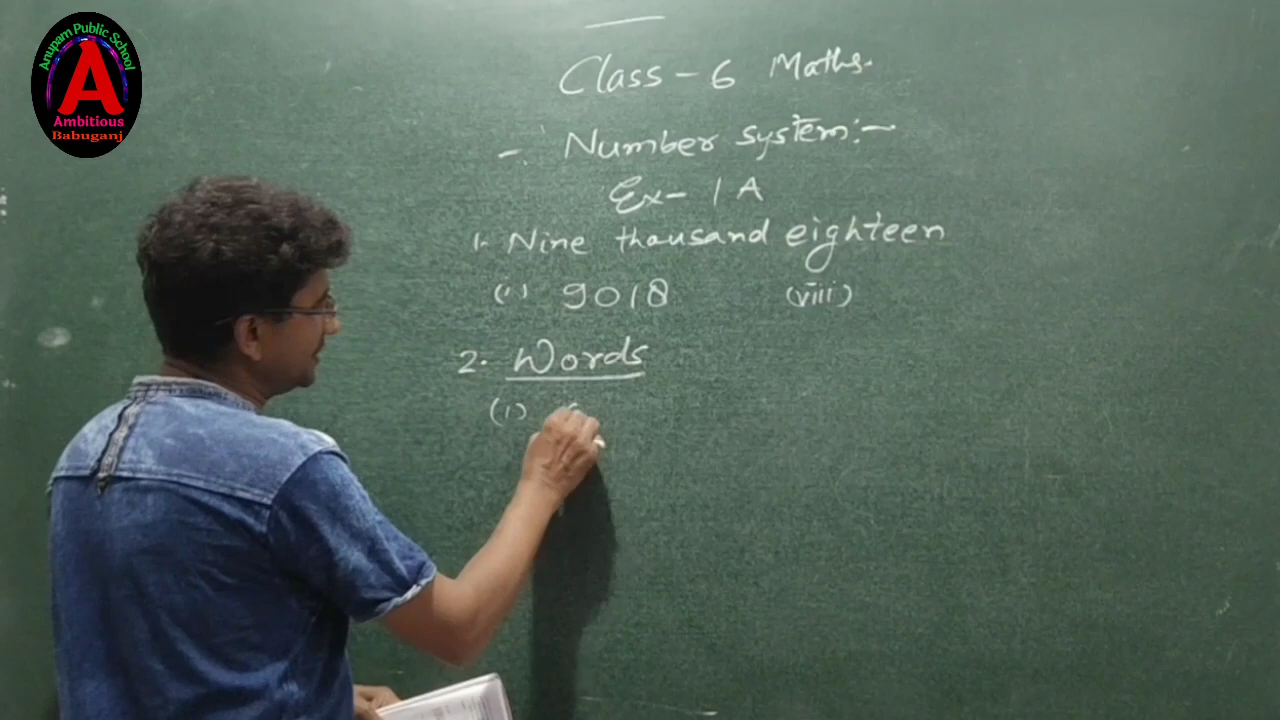 Anupam Public School
A
Ambitious
Babuganj
Class - 6 Maths.
- Number system:-
Ex- 1A
1. Nine thousand eighteen
(i) 9018 (viii)
2. Words
(i)